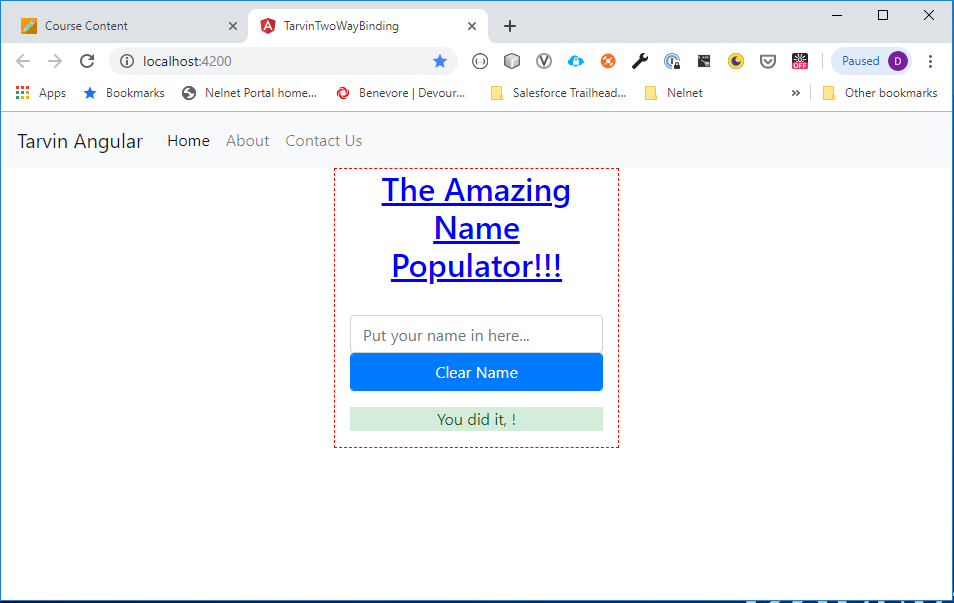 Course Content
TarvinTwoWayBinding
localhost:4200
OFF
Paused
D
Apps
Bookmarks
Nelnet Portal home...
Benevore | Devour...
Salesforce Trailhead...
Nelnet
Other bookmarks
Tarvin Angular
Home
About
Contact Us
The Amazing
Name
Populator!!!
Put your name in here...
Clear Name
You did it, !